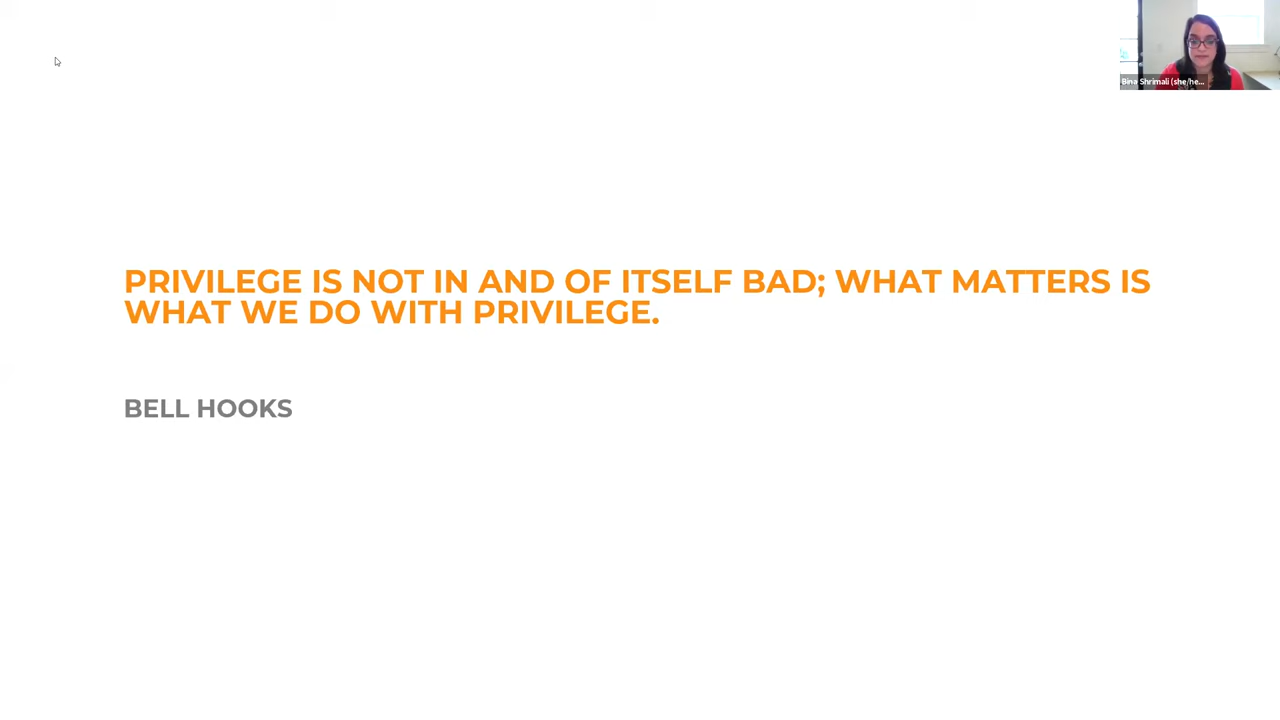 Bina Shrimali (she/he...
PRIVILEGE IS NOT IN AND OF ITSELF BAD; WHAT MATTERS IS
WHAT WE DO WITH PRIVILEGE.
BELL HOOKS